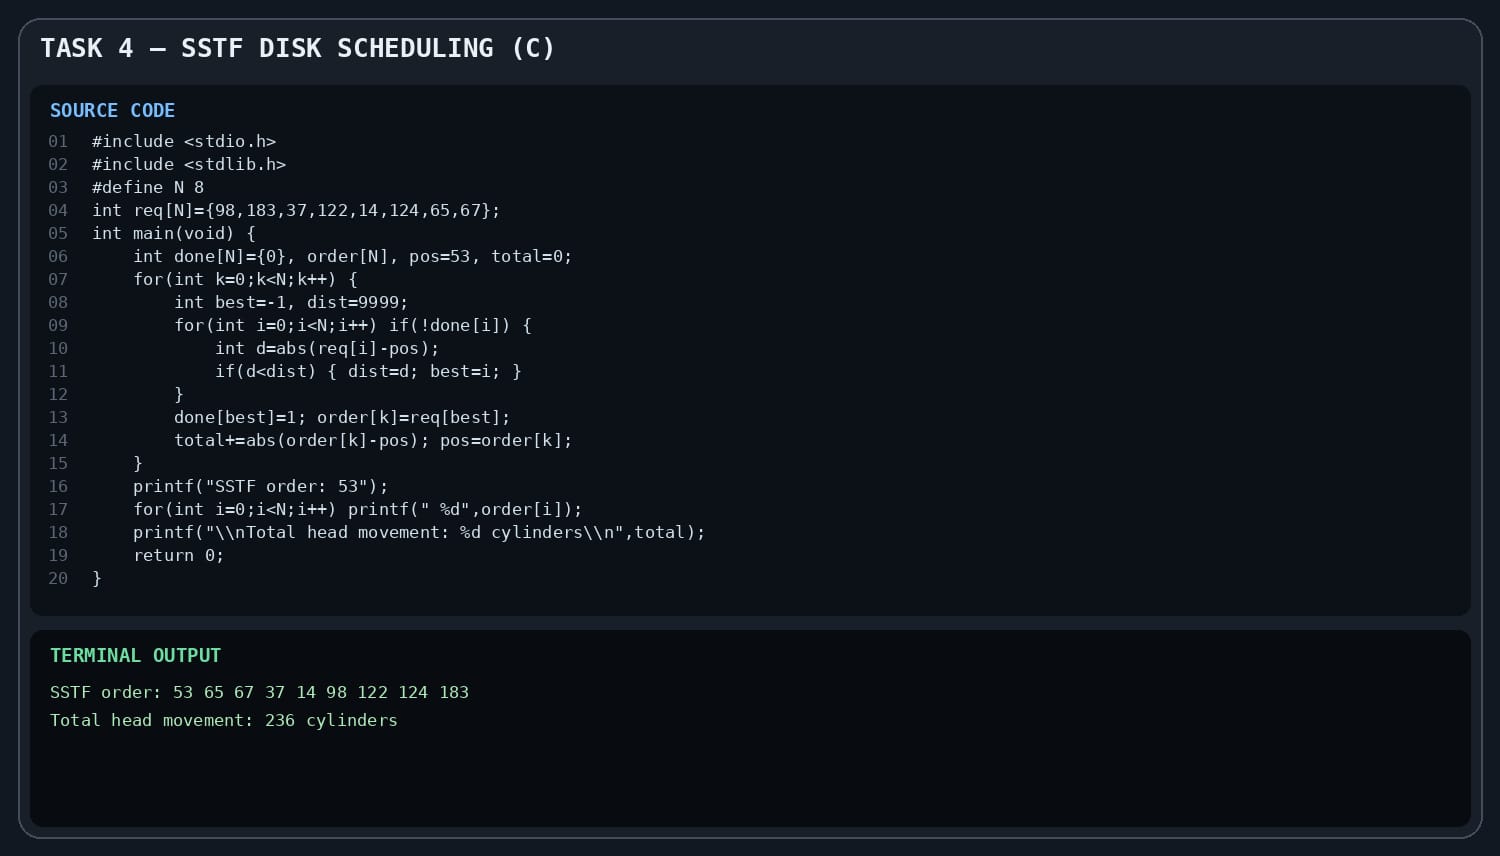 TASK 4 — SSTF DISK SCHEDULING (C)
SOURCE CODE
01 #include <stdio.h>
02 #include <stdlib.h>
03 #define N 8
04 int req[N]={98,183,37,122,14,124,65,67};
05 int main(void) {
06     int done[N]={0}, order[N], pos=53, total=0;
07     for(int k=0;k<N;k++) {
08         int best=-1, dist=9999;
09         for(int i=0;i<N;i++) if(!done[i]) {
10             int d=abs(req[i]-pos);
11             if(d<dist) { dist=d; best=i; }
12         }
13         done[best]=1; order[k]=req[best];
14         total+=abs(order[k]-pos); pos=order[k];
15     }
16     printf("SSTF order: 53");
17     for(int i=0;i<N;i++) printf(" %d",order[i]);
18     printf("\\nTotal head movement: %d cylinders\\n",total);
19     return 0;
20 }
TERMINAL OUTPUT
SSTF order: 53 65 67 37 14 98 122 124 183
Total head movement: 236 cylinders